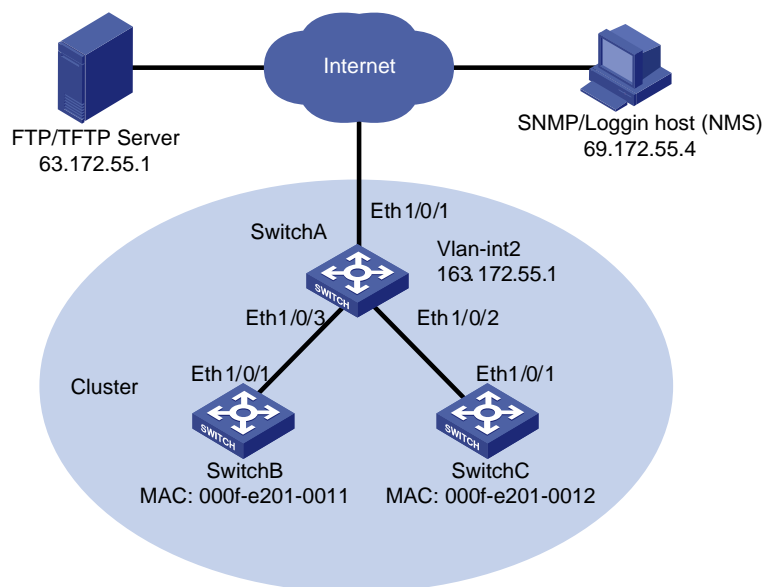 Internet
FTP/TFTP Server
63.172.55.1
SNMP/Loggin host (NMS)
69.172.55.4
Eth1/0/1
SwitchA
Vlan-int2
163.172.55.1
SWITCH
Eth1/0/3
Eth1/0/2
Cluster
Eth1/0/1
Eth1/0/1
SWITCH
SWITCH
SwitchB
MAC: 000f-e201-0011
SwitchC
MAC: 000f-e201-0012